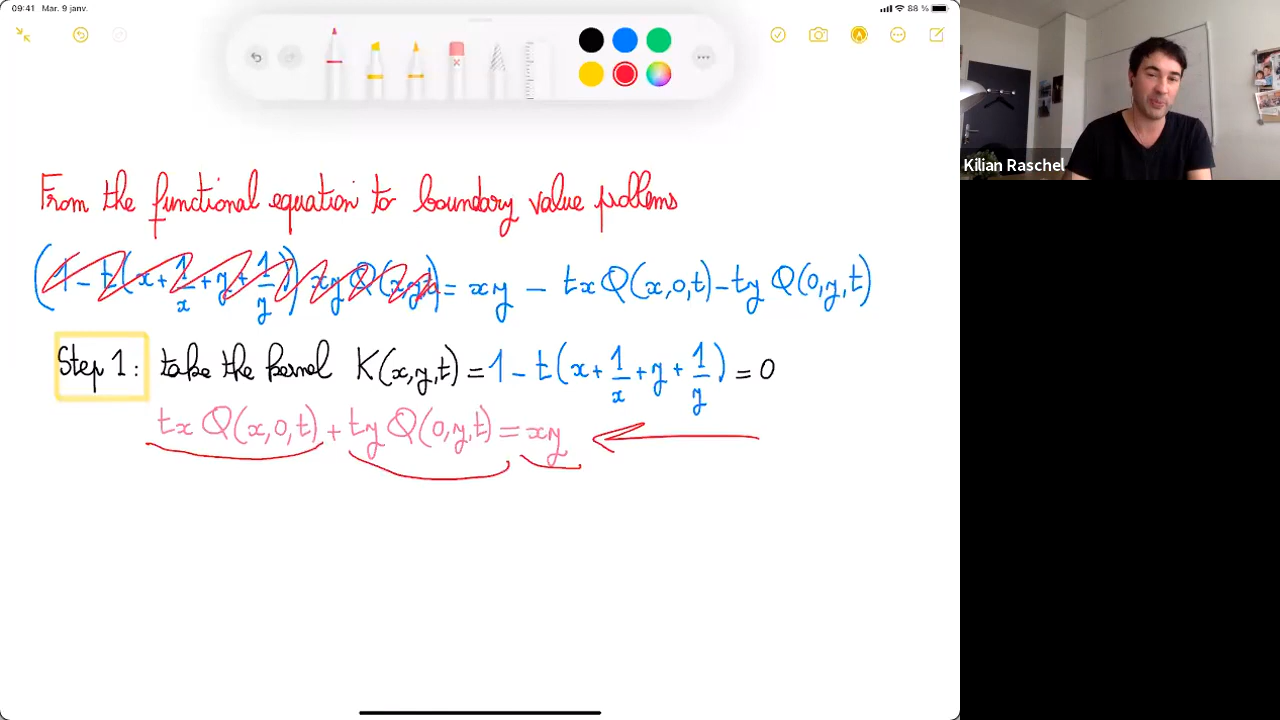 09:41 Mar. 9 janv.
88 %
From the functional equation to boundary value problems
(1 - t(x + 1/x + y + 1/y)) xy Q(x,y,t) = xy - tx Q(x,0,t) - ty Q(0,y,t)
Step 1: take the kernel K(x,y,t) = 1 - t(x + 1/x + y + 1/y) = 0
tx Q(x,0,t) + ty Q(0,y,t) = xy
Kilian Raschel